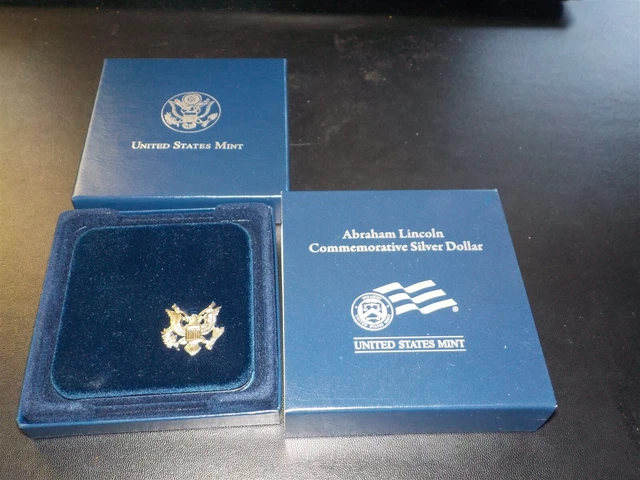 UNITED STATES MINT
Abraham Lincoln
Commemorative Silver Dollar
UNITED STATES MINT